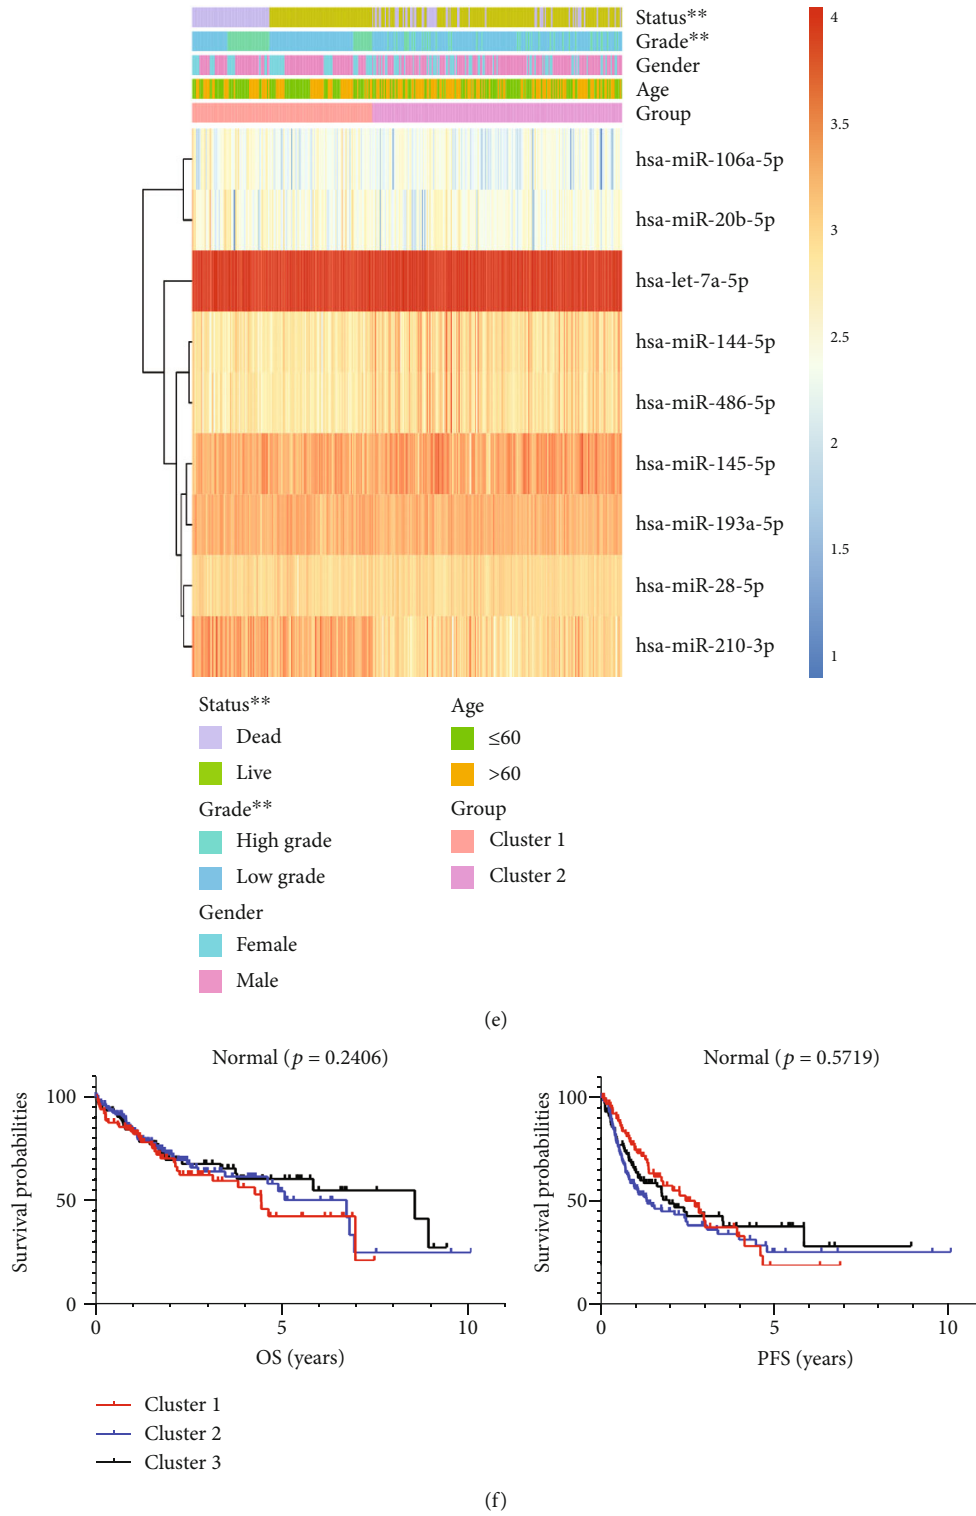 Status**
Grade**
Gender
Age
Group
hsa-miR-106a-5p
hsa-miR-20b-5p
hsa-let-7a-5p
hsa-miR-144-5p
hsa-miR-486-5p
hsa-miR-145-5p
hsa-miR-193a-5p
hsa-miR-28-5p
hsa-miR-210-3p
4
3.5
3
2.5
2
1.5
1
Status**
Dead
Live
Grade**
High grade
Low grade
Gender
Female
Male
Age
≤60
>60
Group
Cluster 1
Cluster 2
(e)
Normal (p = 0.2406)
Survival probabilities
100
50
0
0 5 10
OS (years)
Normal (p = 0.5719)
Survival probabilities
100
50
0
0 5 10
PFS (years)
Cluster 1
Cluster 2
Cluster 3
(f)